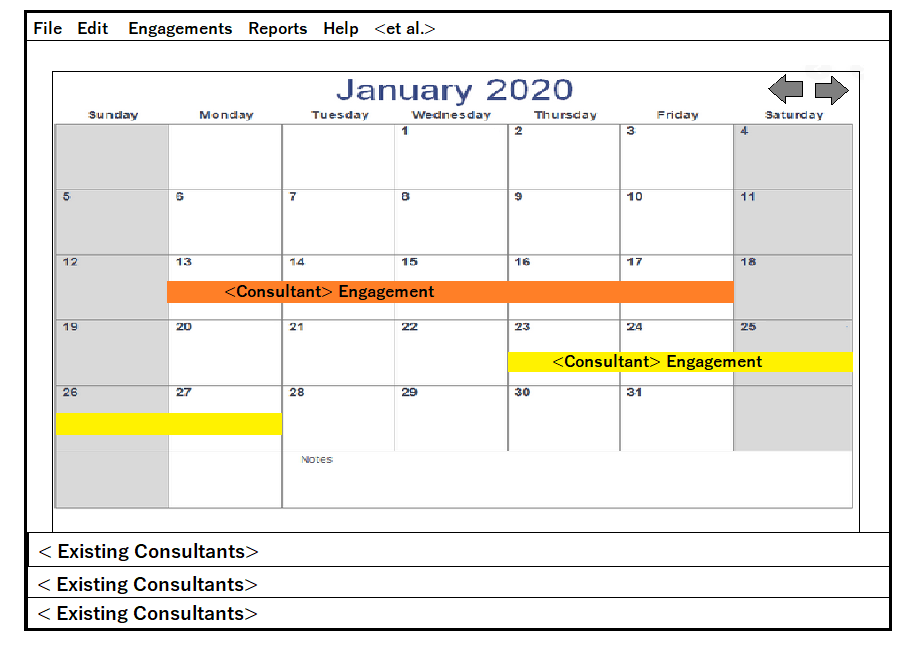 File Edit Engagements Reports Help <et al.>
January 2020
Sunday Monday Tuesday Wednesday Thursday Friday Saturday
1 2 3 4
5 6 7 8 9 10 11
12 13 14 15 16 17 18
<Consultant> Engagement
19 20 21 22 23 24 25
<Consultant> Engagement
26 27 28 29 30 31
Notes
< Existing Consultants>
< Existing Consultants>
< Existing Consultants>